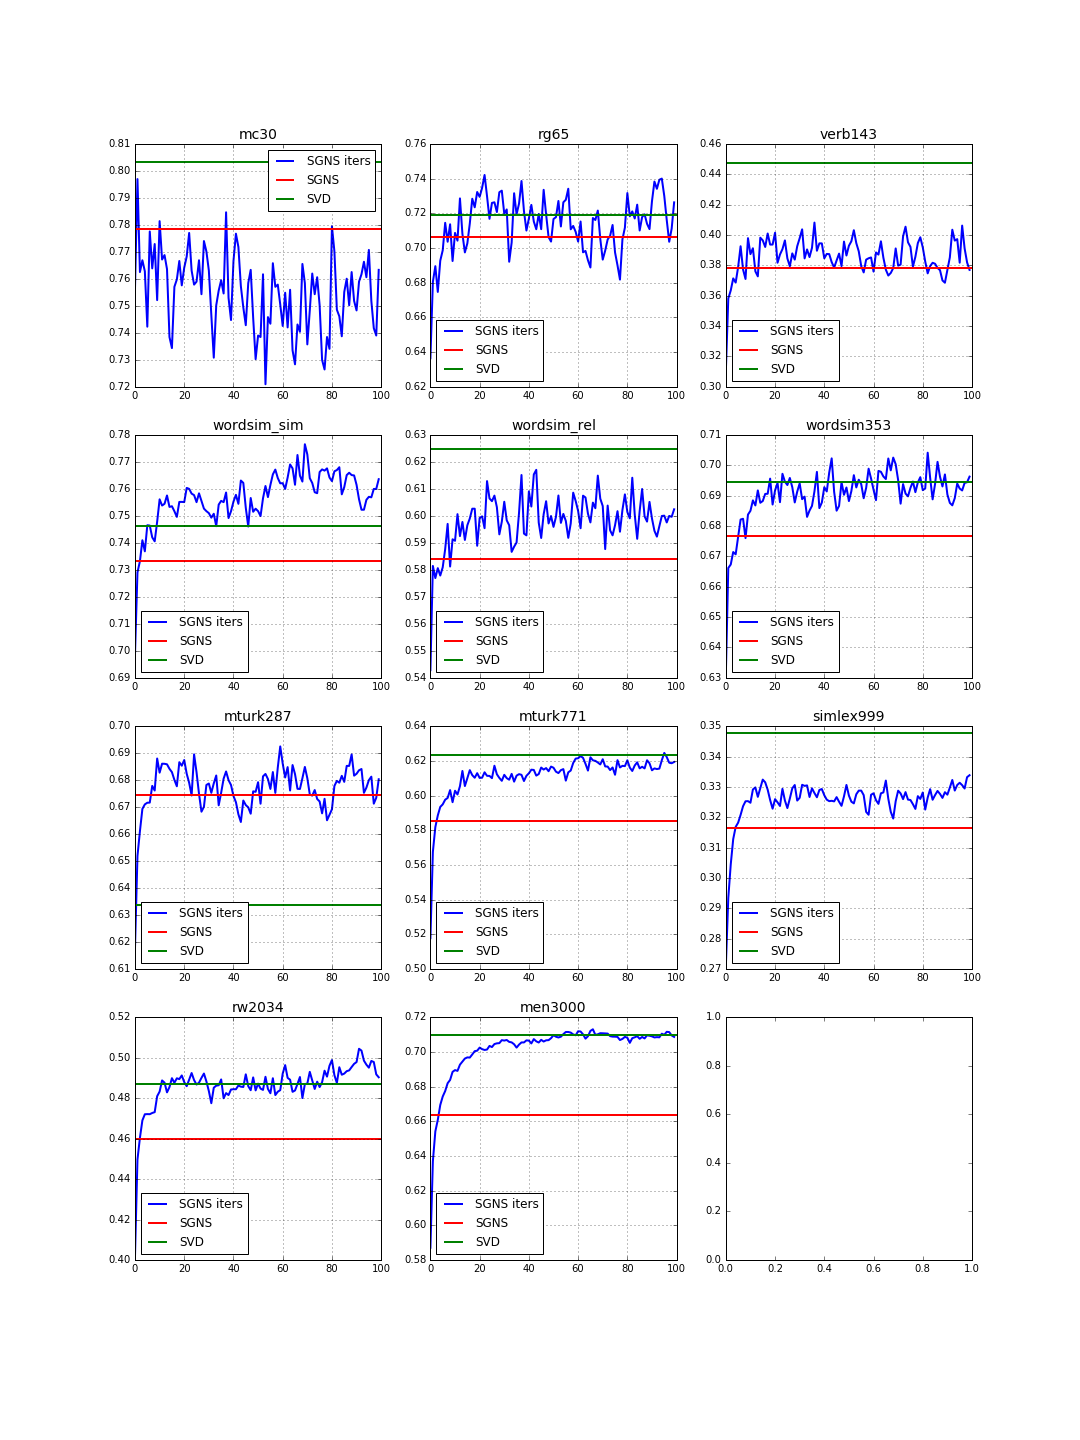 mc30
0.81
0.80
0.79
0.78
0.77
0.76
0.75
0.74
0.73
0.72
0 20 40 60 80 100
SGNS iters
SGNS
SVD
rg65
0.76
0.74
0.72
0.70
0.68
0.66
0.64
0.62
0 20 40 60 80 100
SGNS iters
SGNS
SVD
verb143
0.46
0.44
0.42
0.40
0.38
0.36
0.34
0.32
0.30
0 20 40 60 80 100
SGNS iters
SGNS
SVD
wordsim_sim
0.78
0.77
0.76
0.75
0.74
0.73
0.72
0.71
0.70
0.69
0 20 40 60 80 100
SGNS iters
SGNS
SVD
wordsim_rel
0.63
0.62
0.61
0.60
0.59
0.58
0.57
0.56
0.55
0.54
0 20 40 60 80 100
SGNS iters
SGNS
SVD
wordsim353
0.71
0.70
0.69
0.68
0.67
0.66
0.65
0.64
0.63
0 20 40 60 80 100
SGNS iters
SGNS
SVD
mturk287
0.70
0.69
0.68
0.67
0.66
0.65
0.64
0.63
0.62
0.61
0 20 40 60 80 100
SGNS iters
SGNS
SVD
mturk771
0.64
0.62
0.60
0.58
0.56
0.54
0.52
0.50
0 20 40 60 80 100
SGNS iters
SGNS
SVD
simlex999
0.35
0.34
0.33
0.32
0.31
0.30
0.29
0.28
0.27
0 20 40 60 80 100
SGNS iters
SGNS
SVD
rw2034
0.52
0.50
0.48
0.46
0.44
0.42
0.40
0 20 40 60 80 100
SGNS iters
SGNS
SVD
men3000
0.72
0.70
0.68
0.66
0.64
0.62
0.60
0.58
0 20 40 60 80 100
SGNS iters
SGNS
SVD
1.0
0.8
0.6
0.4
0.2
0.0
0.0 0.2 0.4 0.6 0.8 1.0